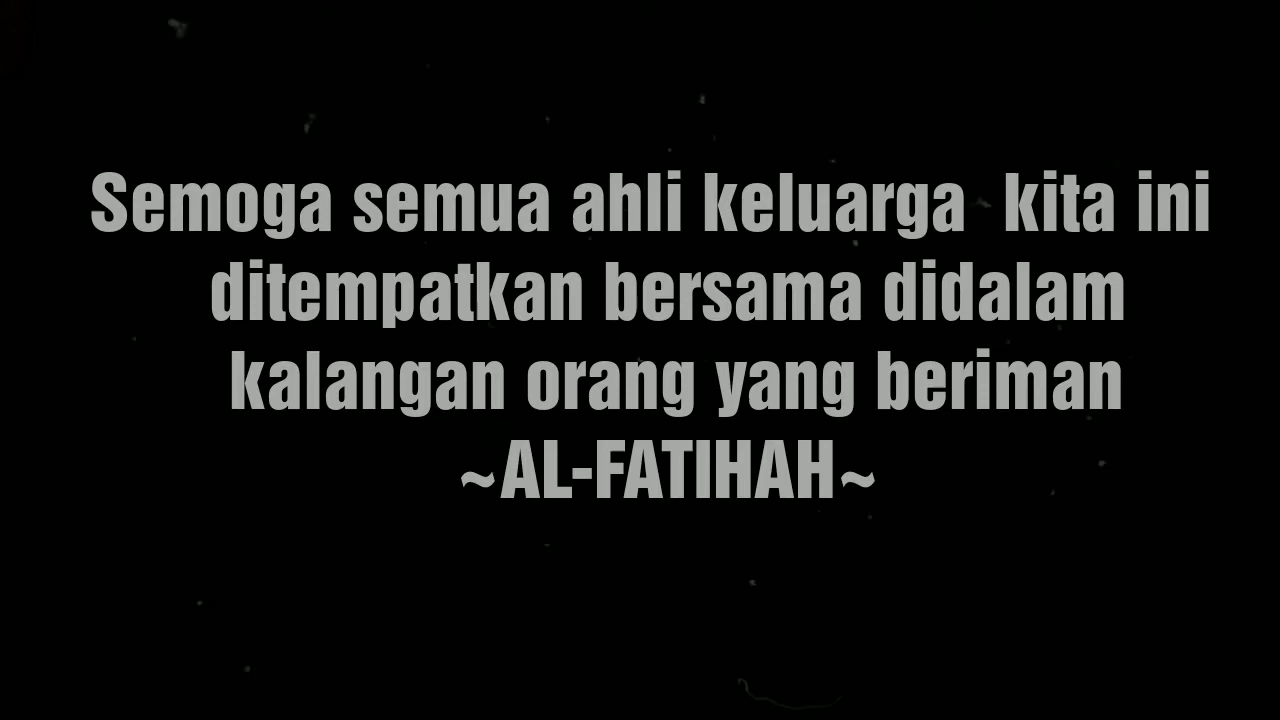 Semoga semua ahli keluarga  kita ini
ditempatkan bersama didalam
kalangan orang yang beriman
~AL-FATIHAH~